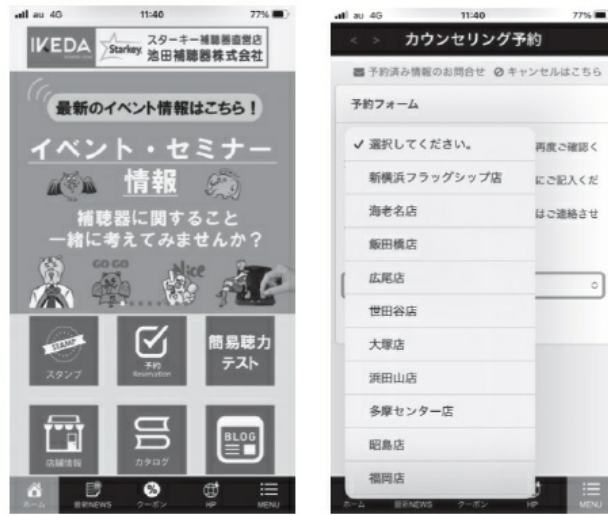 au 4G 11:40 77%
IKEDA
Starkey
スターキー補聴器直営店
池田補聴器株式会社
最新のイベント情報はこちら!
イベント・セミナー
情報
補聴器に関すること
一緒に考えてみませんか?
GO GO
Nice
STAMP
スタンプ
予約
Reservation
簡易聴力
テスト
店舗情報
カタログ
BLOG
ホーム
最新NEWS
クーポン
HP
MENU
au 4G 11:40 77%
< > カウンセリング予約
予約済み情報のお問合せ キャンセルはこちら
予約フォーム
✓ 選択してください。
再度ご確認く
新横浜フラッグシップ店
にご記入くだ
海老名店
はご連絡させ
飯田橋店
広尾店
世田谷店
大塚店
浜田山店
多摩センター店
昭島店
福岡店
ホーム
最新NEWS
クーポン
HP
MENU